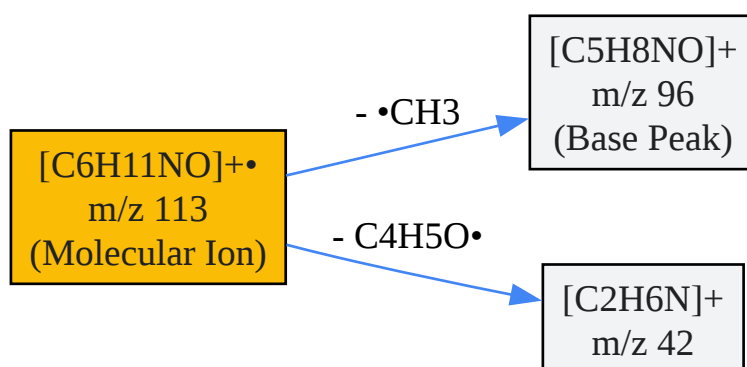 [C5H8NO]+
m/z 96
(Base Peak)
- •CH3
[C6H11NO]+•
m/z 113
(Molecular Ion)
- C4H5O•
[C2H6N]+
m/z 42